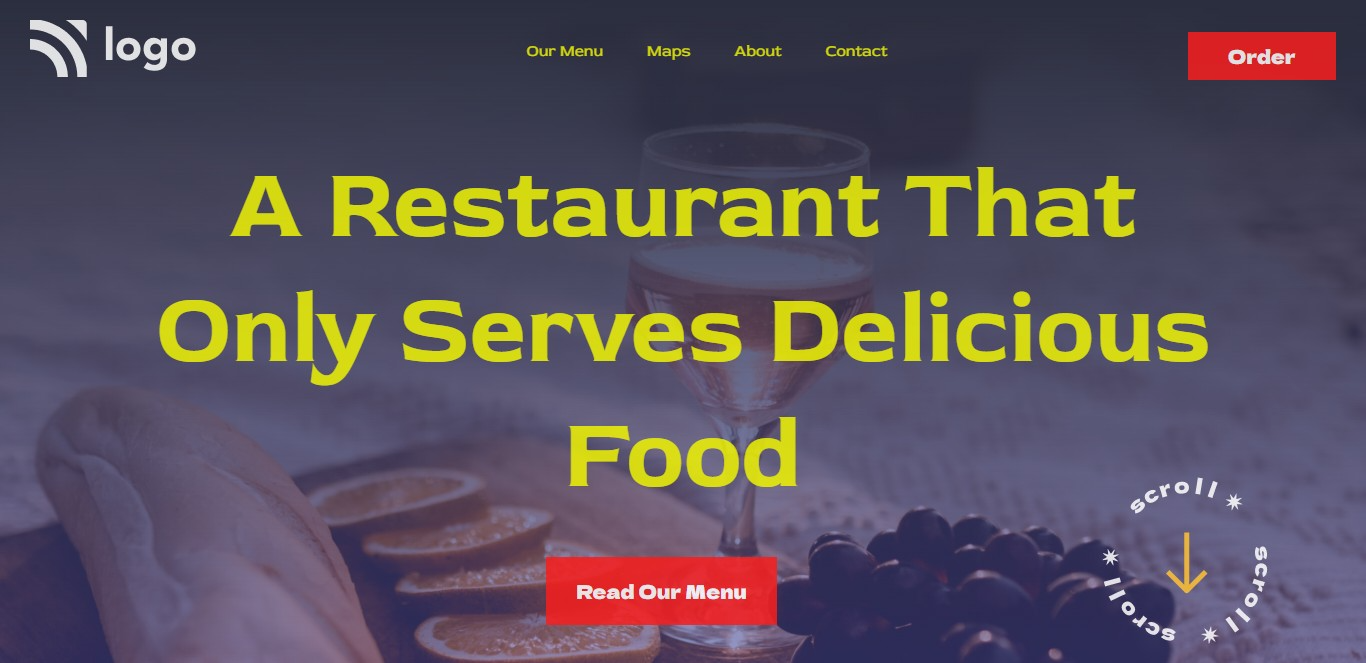 logo
Our Menu Maps About Contact
Order
A Restaurant That
Only Serves Delicious
Food
Read Our Menu
scroll
scroll
scroll